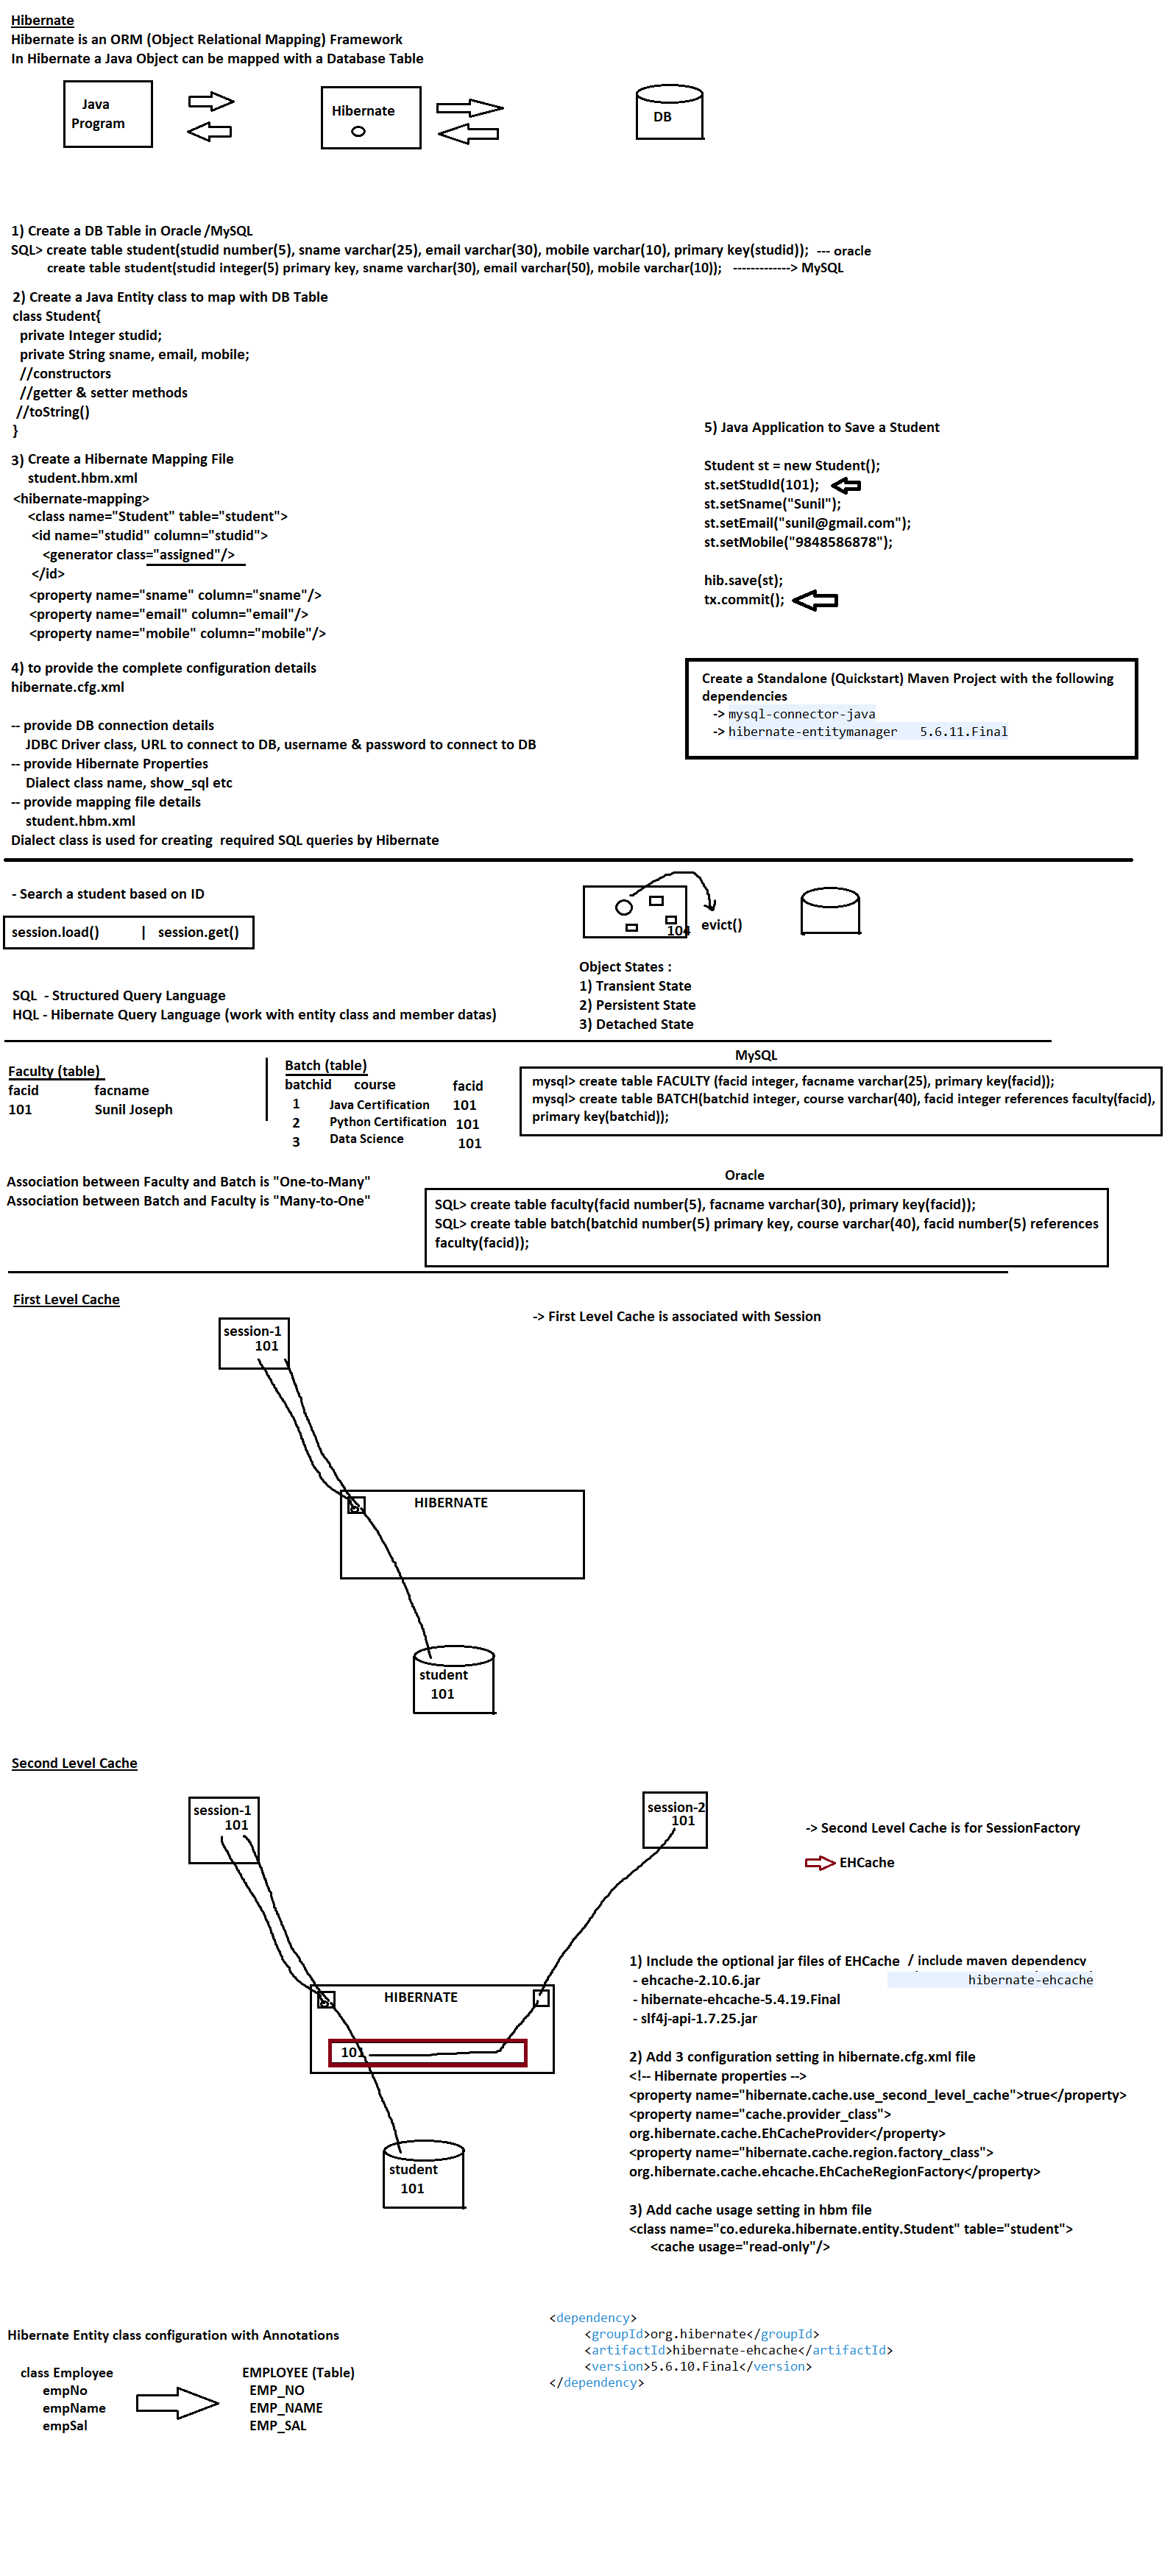 Hibernate
Hibernate is an ORM (Object Relational Mapping) Framework
In Hibernate a Java Object can be mapped with a Database Table
Java
Program
Hibernate
DB
1) Create a DB Table in Oracle/MySQL
SQL> create table student(studid number(5), sname varchar(25), email varchar(30), mobile varchar(10), primary key(studid)); --- oracle
create table student(studid integer(5) primary key, sname varchar(30), email varchar(50), mobile varchar(10)); -------------> MySQL
2) Create a Java Entity class to map with DB Table
class Student{
private Integer studid;
private String sname, email, mobile;
//constructors
//getter & setter methods
//toString()
}
3) Create a Hibernate Mapping File
student.hbm.xml
<hibernate-mapping>
<class name="Student" table="student">
<id name="studid" column="studid">
<generator class="assigned"/>
</id>
<property name="sname" column="sname"/>
<property name="email" column="email"/>
<property name="mobile" column="mobile"/>
4) to provide the complete configuration details
hibernate.cfg.xml
-- provide DB connection details
JDBC Driver class, URL to connect to DB, username & password to connect to DB
-- provide Hibernate Properties
Dialect class name, show_sql etc
-- provide mapping file details
student.hbm.xml
Dialect class is used for creating required SQL queries by Hibernate
5) Java Application to Save a Student
Student st = new Student();
st.setStudId(101);
st.setSname("Sunil");
st.setEmail("sunil@gmail.com");
st.setMobile("9848586878");
hib.save(st);
tx.commit();
Create a Standalone (Quickstart) Maven Project with the following
dependencies
-> mysql-connector-java
-> hibernate-entitymanager 5.6.11.Final
- Search a student based on ID
session.load() | session.get()
SQL - Structured Query Language
HQL - Hibernate Query Language (work with entity class and member datas)
104
evict()
Object States :
1) Transient State
2) Persistent State
3) Detached State
Faculty (table)
facid facname
101 Sunil Joseph
Batch (table)
batchid course facid
1 Java Certification 101
2 Python Certification 101
3 Data Science 101
MySQL
mysql> create table FACULTY (facid integer, facname varchar(25), primary key(facid));
mysql> create table BATCH(batchid integer, course varchar(40), facid integer references faculty(facid),
primary key(batchid));
Association between Faculty and Batch is "One-to-Many"
Association between Batch and Faculty is "Many-to-One"
Oracle
SQL> create table faculty(facid number(5), facname varchar(30), primary key(facid));
SQL> create table batch(batchid number(5) primary key, course varchar(40), facid number(5) references
faculty(facid));
First Level Cache
-> First Level Cache is associated with Session
session-1
101
HIBERNATE
student
101
Second Level Cache
session-1
101
session-2
101
HIBERNATE
101
student
101
-> Second Level Cache is for SessionFactory
EHCache
1) Include the optional jar files of EHCache / include maven dependency
- ehcache-2.10.6.jar hibernate-ehcache
- hibernate-ehcache-5.4.19.Final
- slf4j-api-1.7.25.jar
2) Add 3 configuration setting in hibernate.cfg.xml file
<!-- Hibernate properties -->
<property name="hibernate.cache.use_second_level_cache">true</property>
<property name="cache.provider_class">
org.hibernate.cache.EhCacheProvider</property>
<property name="hibernate.cache.region.factory_class">
org.hibernate.cache.ehcache.EhCacheRegionFactory</property>
3) Add cache usage setting in hbm file
<class name="co.edureka.hibernate.entity.Student" table="student">
<cache usage="read-only"/>
<dependency>
<groupId>org.hibernate</groupId>
<artifactId>hibernate-ehcache</artifactId>
<version>5.6.10.Final</version>
</dependency>
Hibernate Entity class configuration with Annotations
class Employee EMPLOYEE (Table)
empNo EMP_NO
empName EMP_NAME
empSal EMP_SAL